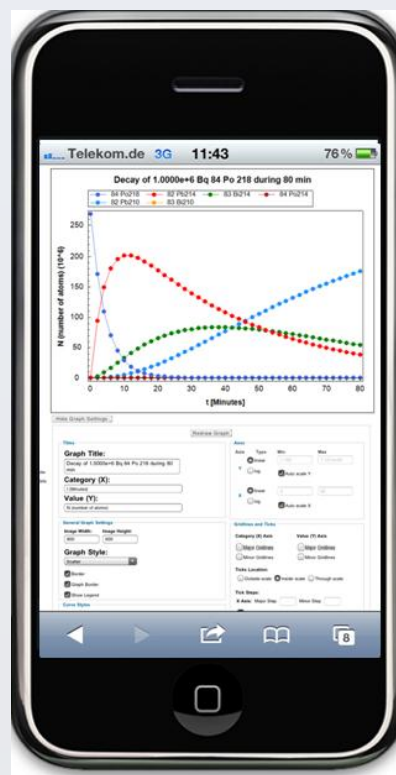 Telekom.de 3G 11:43 76%
Decay of 1.0000e+6 Bq 84 Po 218 during 80 min
84 Po218 82 Pb214 83 Bi214 84 Po214
82 Pb210 83 Bi210
N (number of atoms) (10^6)
250
200
150
100
50
0
0 10 20 30 40 50 60 70 80
t [Minutes]
Hide Graph Settings
Redraw Graph
Titles
Graph Title:
Decay of 1.0000e+6 Bq 84 Po 218 during 80
min
Category (X):
t [Minutes]
Value (Y):
N (number of atoms)
Axes
Axis Type Min Max
Y linear
log Auto scale Y
X linear
log Auto scale X
General Graph Settings
Image Width: Image Height:
Graph Style:
Scatter
Border
Graph Border
Show Legend
Curve Styles
Gridlines and Ticks
Category (X) Axis Value (Y) Axis
Major Gridlines Major Gridlines
Minor Gridlines Minor Gridlines
Ticks Location:
Outside scale Inside scale Through scale
Tick Steps:
X Axis: Major Step Minor Step
8